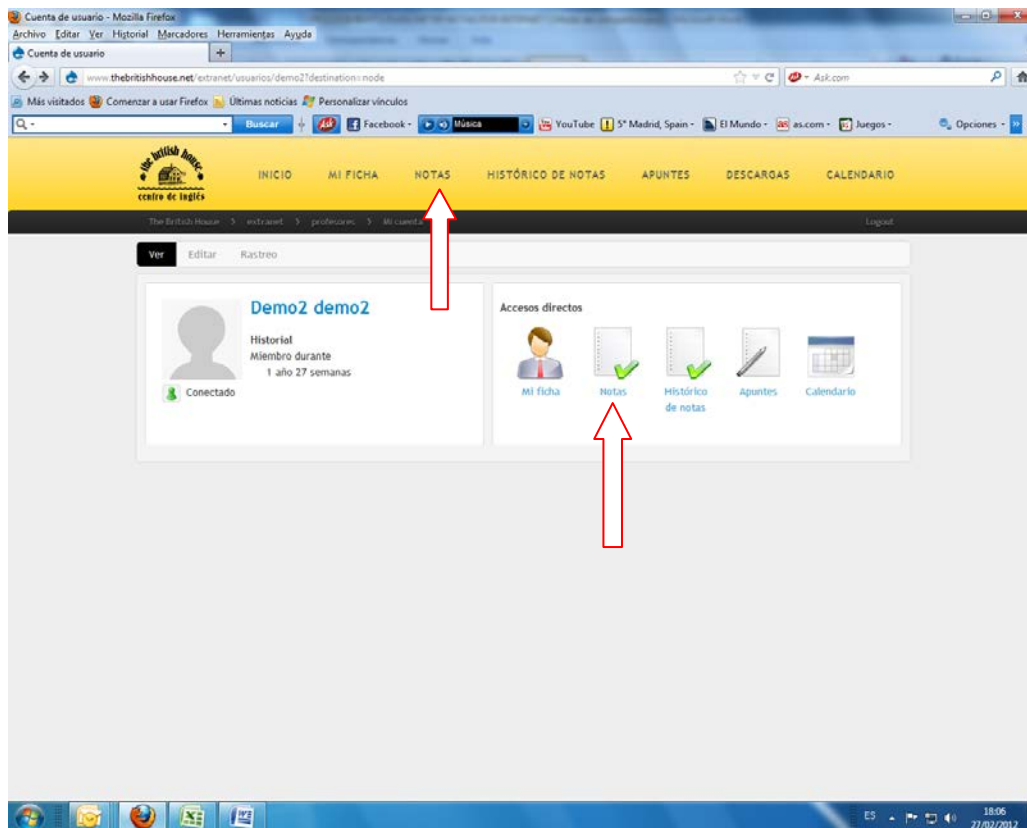 Cuenta de usuario - Mozilla Firefox
Archivo Editar Ver Historial Marcadores Herramientas Ayuda
Cuenta de usuario
www.thebritishhouse.net/extranet/usuarios/demo2?destination=node
Ask.com
Más visitados Comenzar a usar Firefox Últimas noticias Personalizar vínculos
Buscar Ask Facebook Música YouTube 5° Madrid, Spain El Mundo as as.com Juegos Opciones
the british house
centro de inglés
INICIO MI FICHA NOTAS HISTÓRICO DE NOTAS APUNTES DESCARGAS CALENDARIO
The British House extranet profesores Mi cuenta Logout
Ver Editar Rastreo
Demo2 demo2
Historial
Miembro durante
1 año 27 semanas
Conectado
Accesos directos
Mi ficha Notas Histórico de notas Apuntes Calendario
ES 18:06
27/02/2012